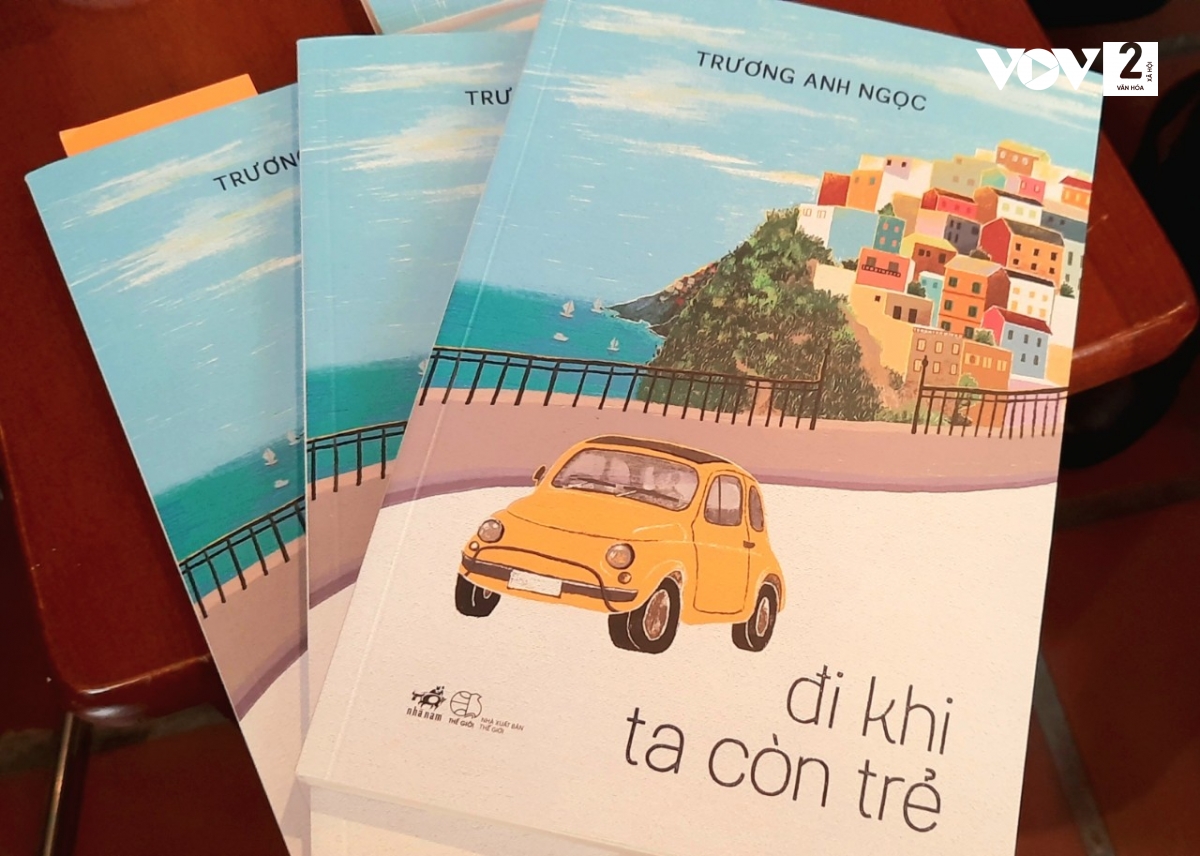 VOV2
VĂN HÓA
XÃ HỘI
TRƯƠNG ANH NGỌC
TRƯ
TRƯƠN
đi khi
ta còn trẻ
nhã nam
THẾ GIỚI
NHÀ XUẤT BẢN
THẾ GIỚI